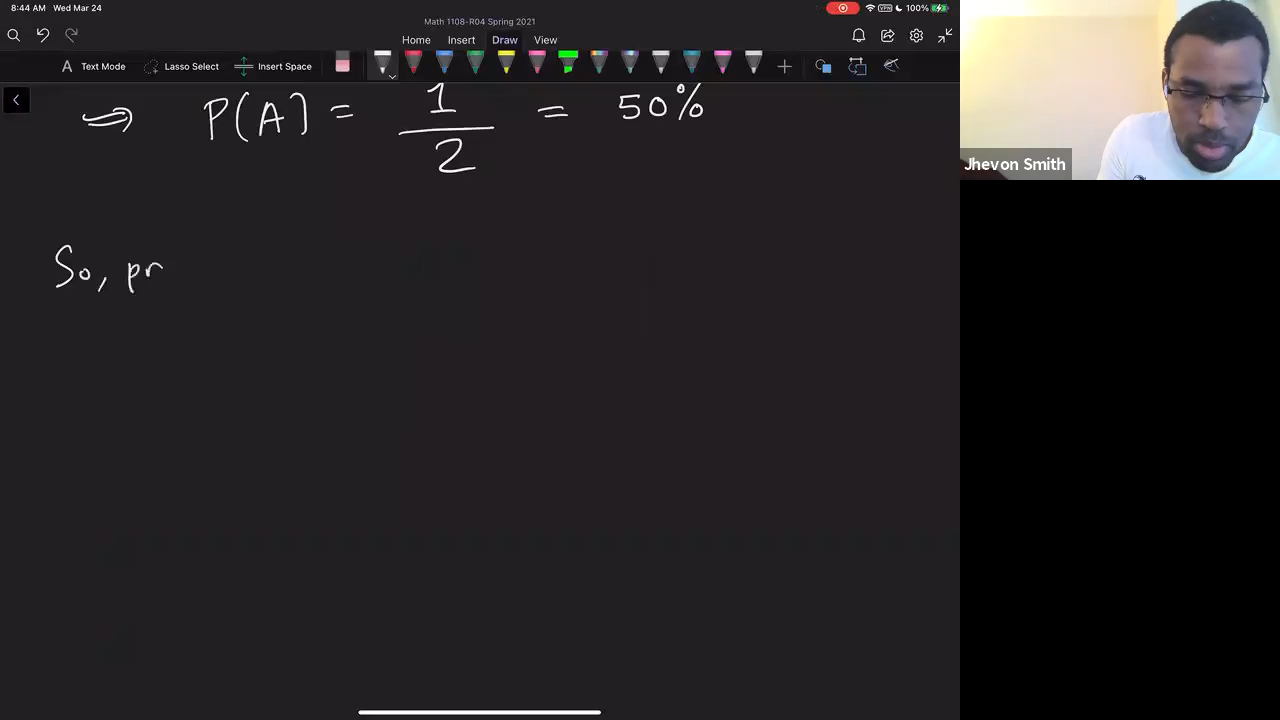 8:44 AM Wed Mar 24
VPN 100%
Math 1108-R04 Spring 2021
Home Insert Draw View
A Text Mode Lasso Select Insert Space
⇒ P(A) = 1/2 = 50%
Jhevon Smith
So, pr